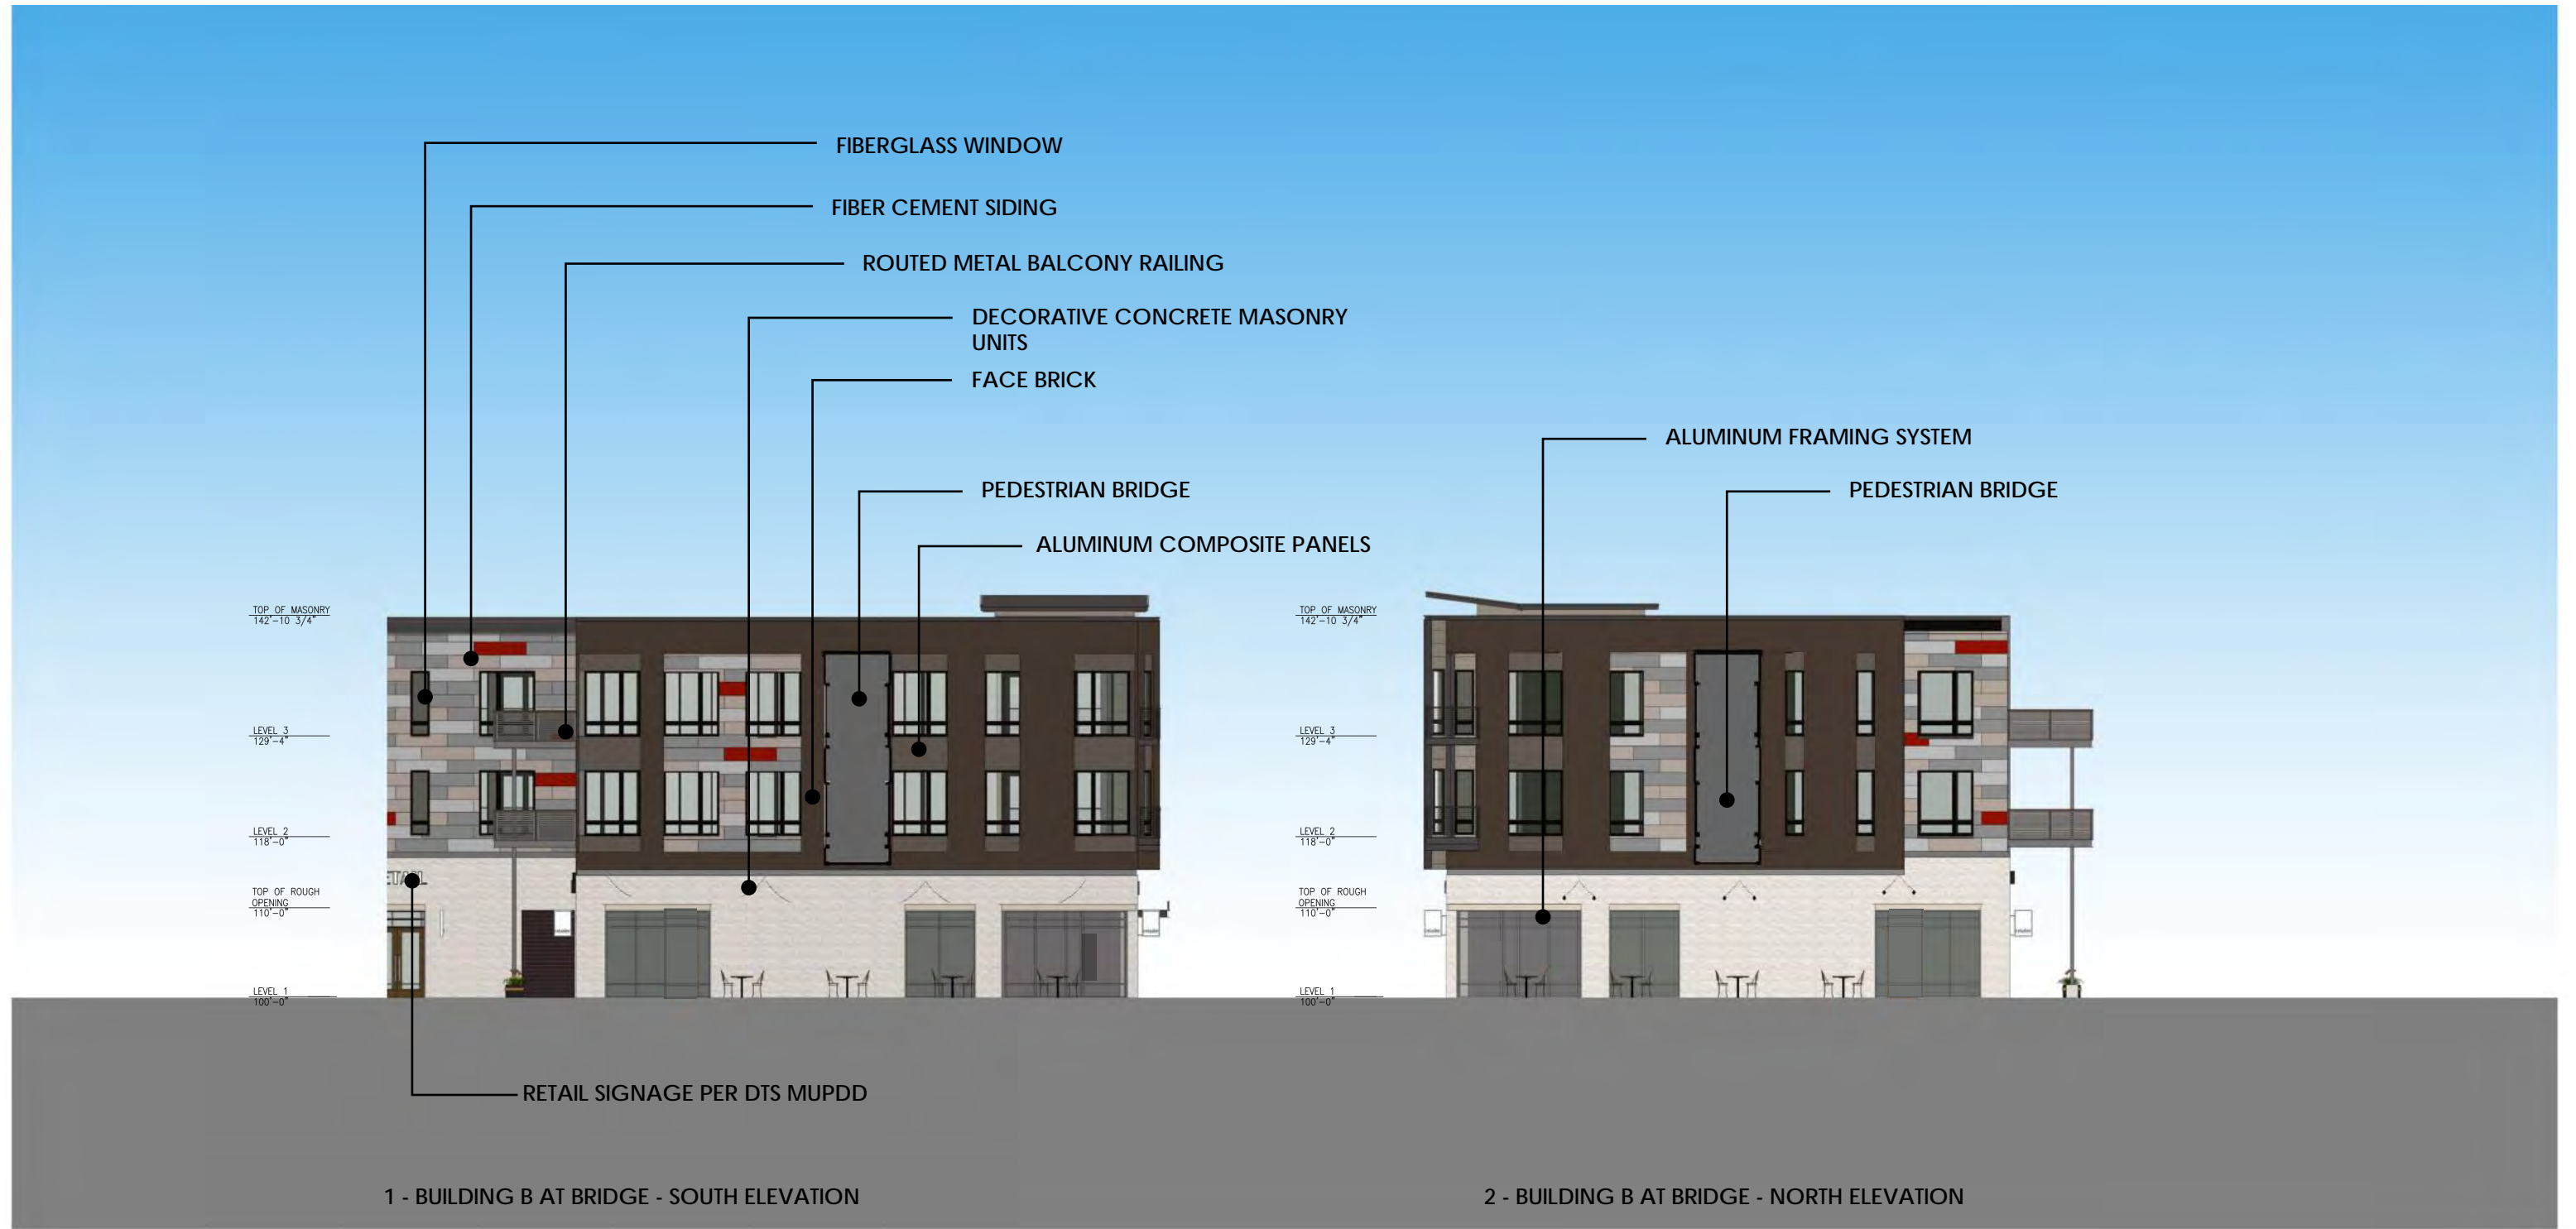 FIBERGLASS WINDOW
FIBER CEMENT SIDING
ROUTED METAL BALCONY RAILING
DECORATIVE CONCRETE MASONRY
UNITS
FACE BRICK
PEDESTRIAN BRIDGE
ALUMINUM COMPOSITE PANELS
TOP OF MASONRY
142'-10 3/4"
LEVEL 3
129'-4"
LEVEL 2
118'-0"
TOP OF ROUGH
OPENING
110'-0"
LEVEL 1
100'-0"
ETAIL
RETAIL SIGNAGE PER DTS MUPDD
1 - BUILDING B AT BRIDGE - SOUTH ELEVATION
ALUMINUM FRAMING SYSTEM
PEDESTRIAN BRIDGE
TOP OF MASONRY
142'-10 3/4"
LEVEL 3
129'-4"
LEVEL 2
118'-0"
TOP OF ROUGH
OPENING
110'-0"
LEVEL 1
100'-0"
2 - BUILDING B AT BRIDGE - NORTH ELEVATION